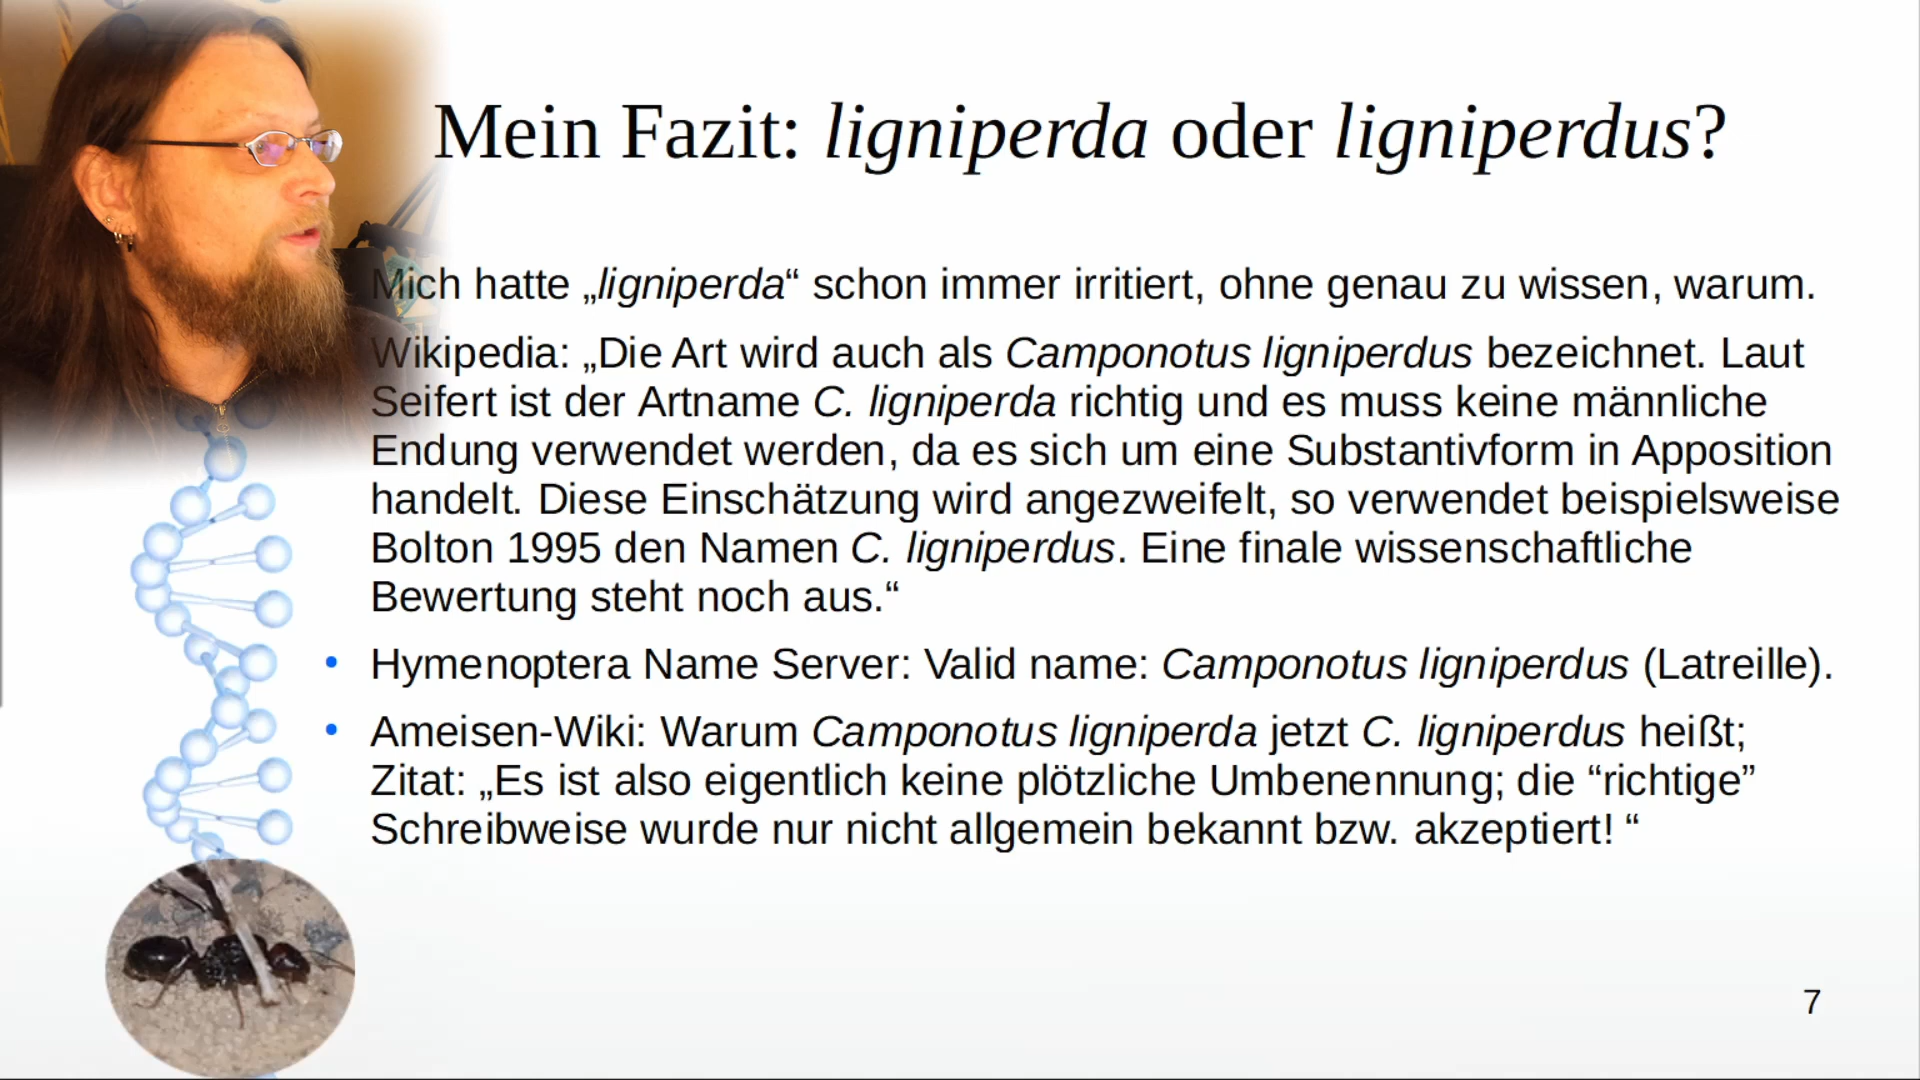 Mein Fazit: ligniperda oder ligniperdus?
Mich hatte „ligniperda“ schon immer irritiert, ohne genau zu wissen, warum.
Wikipedia: „Die Art wird auch als Camponotus ligniperdus bezeichnet. Laut
Seifert ist der Artname C. ligniperda richtig und es muss keine männliche
Endung verwendet werden, da es sich um eine Substantivform in Apposition
handelt. Diese Einschätzung wird angezweifelt, so verwendet beispielsweise
Bolton 1995 den Namen C. ligniperdus. Eine finale wissenschaftliche
Bewertung steht noch aus.“
• Hymenoptera Name Server: Valid name: Camponotus ligniperdus (Latreille).
• Ameisen-Wiki: Warum Camponotus ligniperda jetzt C. ligniperdus heißt;
Zitat: „Es ist also eigentlich keine plötzliche Umbenennung; die “richtige”
Schreibweise wurde nur nicht allgemein bekannt bzw. akzeptiert! “
7